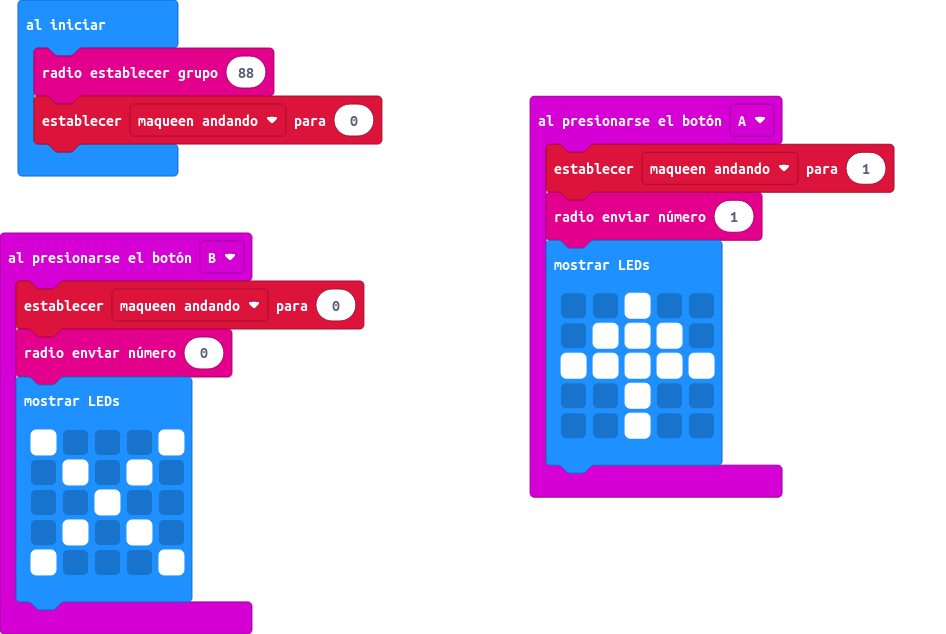 al iniciar
radio establecer grupo 88
establecer maqueen andando para 0
al presionarse el botón A
establecer maqueen andando para 1
radio enviar número 1
mostrar LEDs
al presionarse el botón B
establecer maqueen andando para 0
radio enviar número 0
mostrar LEDs